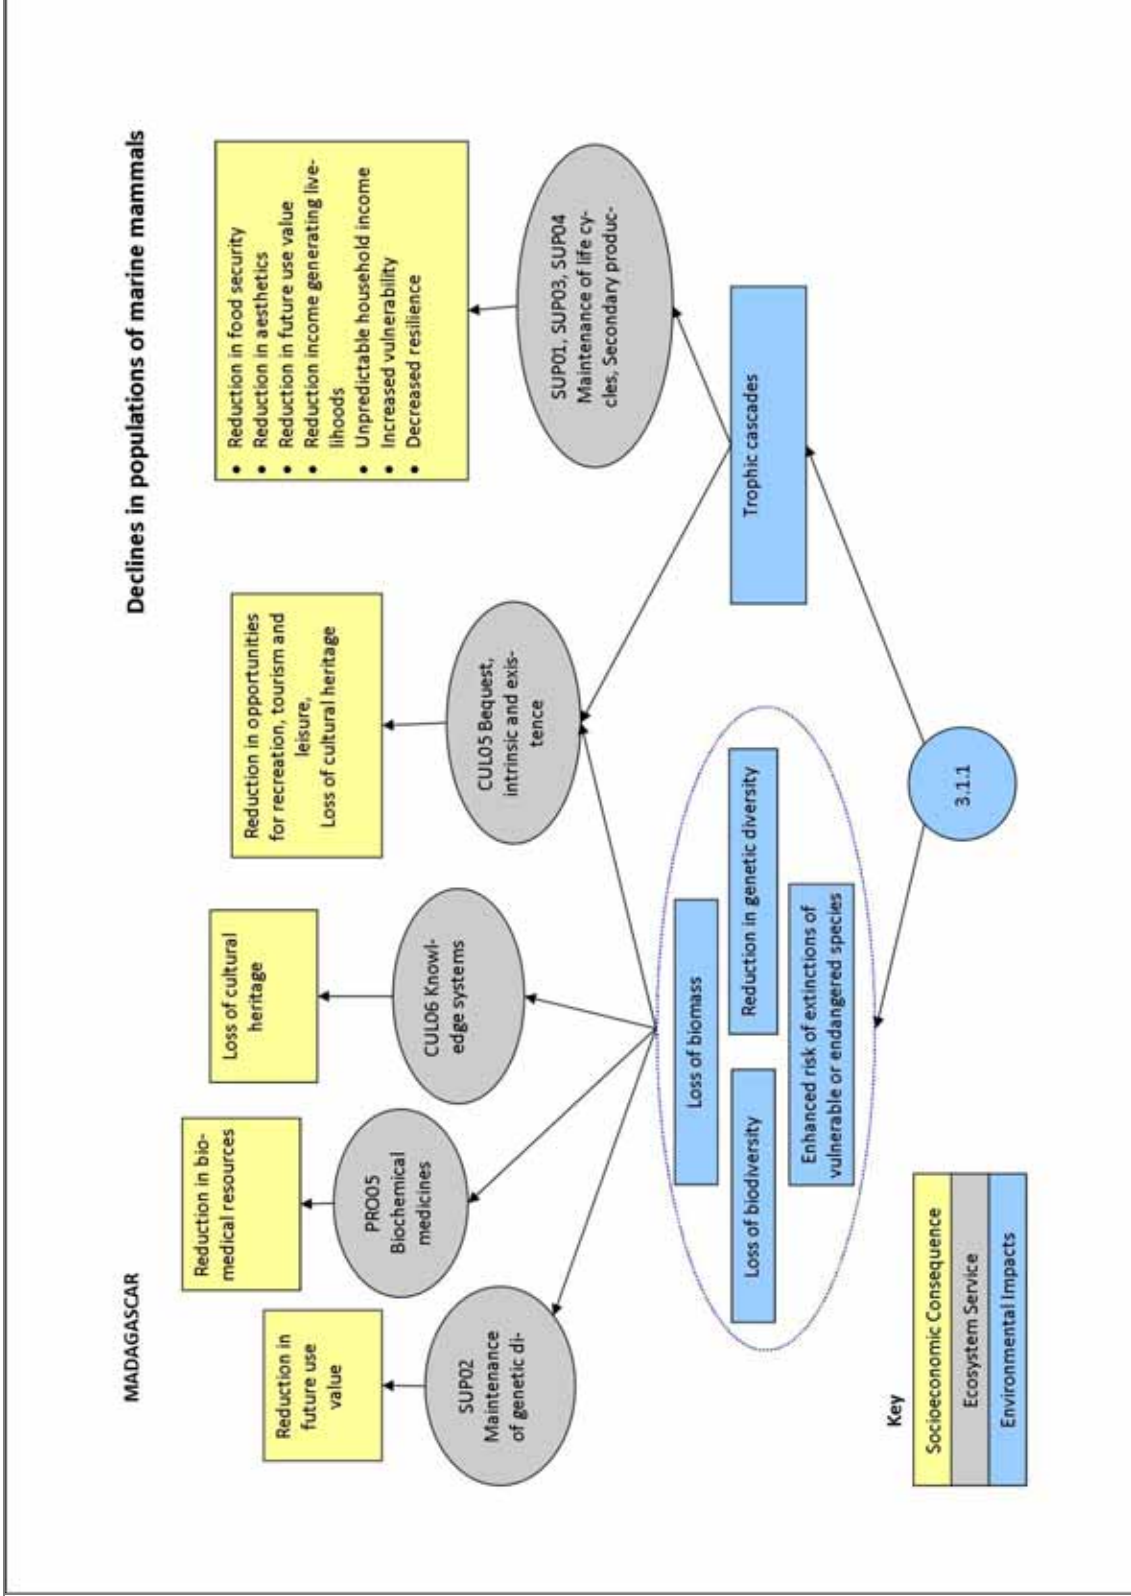 MADAGASCAR
Declines in populations of marine mammals
Reduction in
future use
value
Reduction in bio-
medical resources
Loss of cultural
heritage
Reduction in opportunities
for recreation, tourism and
leisure,
Loss of cultural heritage
• Reduction in food security
• Reduction in aesthetics
• Reduction in future use value
• Reduction income generating live-
lihoods
• Unpredictable household income
• Increased vulnerability
• Decreased resilience
SUP02
Maintenance
of genetic di-
PRO05
Biochemical
medicines
CUL06 Knowl-
edge systems
CUL05 Bequest,
intrinsic and exis-
tence
SUP01, SUP03, SUP04
Maintenance of life cy-
cles, Secondary produc-
Loss of biomass
Loss of biodiversity
Reduction in genetic diversity
Enhanced risk of extinctions of
vulnerable or endangered species
Trophic cascades
3.1.1
Key
Socioeconomic Consequence
Ecosystem Service
Environmental Impacts